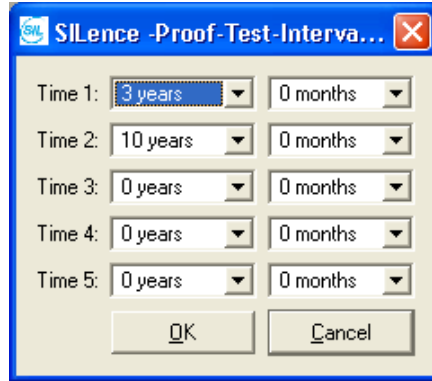 SIL SILence -Proof-Test-Interva...
Time 1: 3 years 0 months
Time 2: 10 years 0 months
Time 3: 0 years 0 months
Time 4: 0 years 0 months
Time 5: 0 years 0 months
OK Cancel